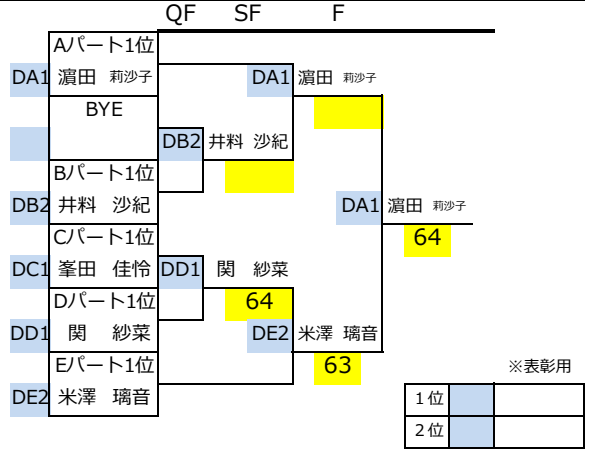 QF SF F
Aパート1位
DA1 濵田 莉沙子 DA1 濵田 莉沙子
BYE
DB2 井料 沙紀
Bパート1位
DB2 井料 沙紀 DA1 濵田 莉沙子
Cパート1位 64
DC1 峯田 佳怜 DD1 関 紗菜
Dパート1位 64
DD1 関 紗菜 DE2 米澤 璃音
Eパート1位 63 ※表彰用
DE2 米澤 璃音 1位
2位